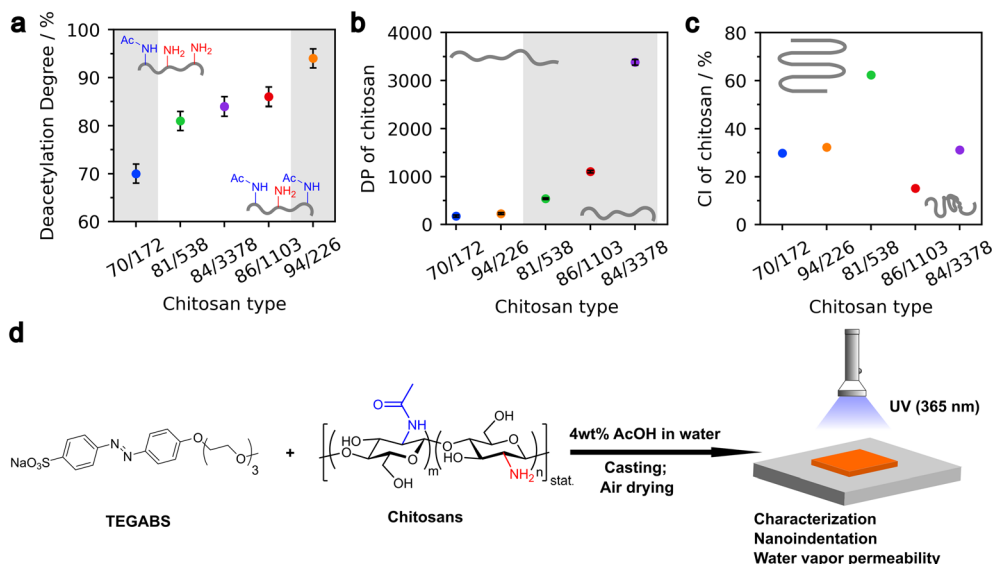 a
Deacetylation Degree / %
100
90
80
70
60
Ac
NH
NH₂
NH₂
Ac
NH
NH₂
Ac
NH
70/172
81/538
84/3378
86/1103
94/226
Chitosan type
b
DP of chitosan
4000
3000
2000
1000
0
70/172
94/226
81/538
86/1103
84/3378
Chitosan type
c
CI of chitosan / %
80
60
40
20
0
70/172
94/226
81/538
86/1103
84/3378
Chitosan type
d
NaO₃S
N
N
O
O
3
TEGABS
+
O
NH
HO
O
O
OH
m
O
OH
O
HO
NH₂
n
stat.
Chitosans
4wt% AcOH in water
Casting;
Air drying
UV (365 nm)
Characterization
Nanoindentation
Water vapor permeability